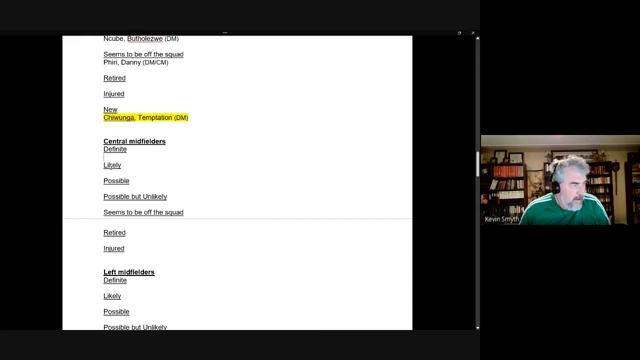 Ncube, Butholezwe (DM)
Seems to be off the squad
Phiri, Danny (DM/CM)
Retired
Injured
New
Chiwunga, Temptation (DM)
Central midfielders
Definite
Likely
Possible
Possible but Unlikely
Seems to be off the squad
Retired
Injured
Left midfielders
Definite
Likely
Possible
Possible but Unlikely
Kevin Smyth